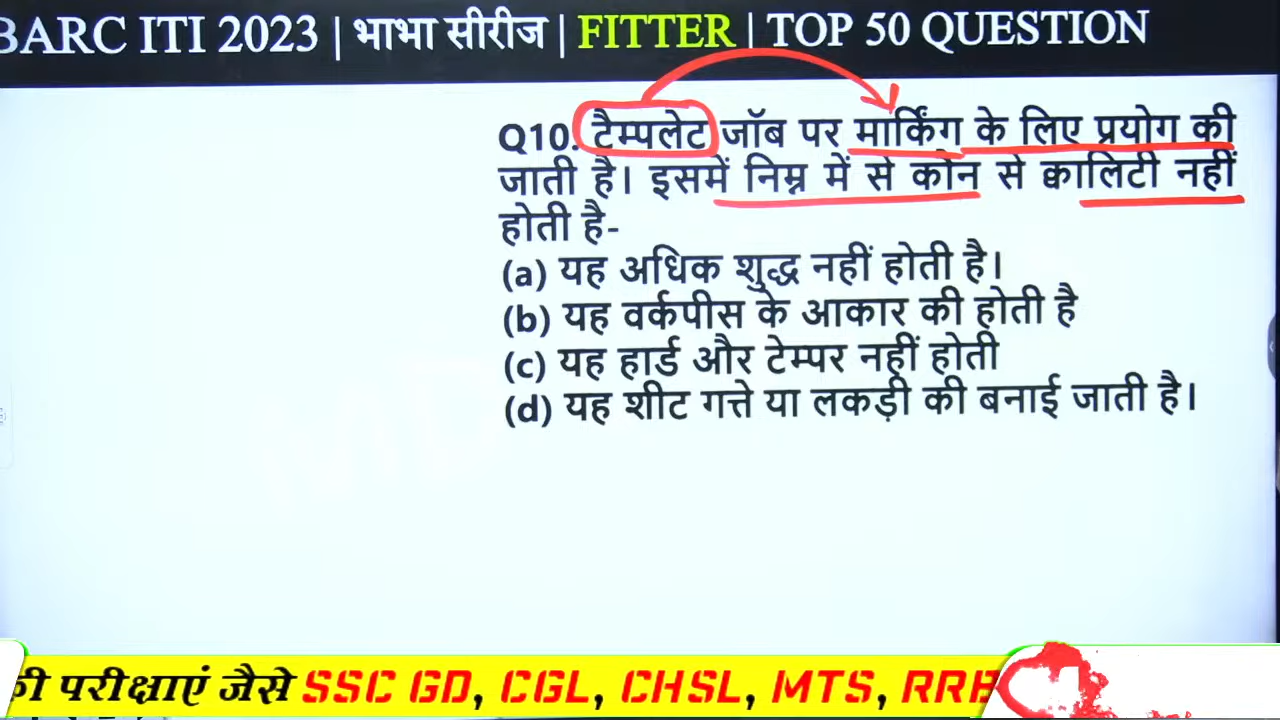 BARC ITI 2023 | भाभा सीरीज | FITTER | TOP 50 QUESTION
Q10. टैम्पलेट जॉब पर मार्किंग के लिए प्रयोग की
जाती है। इसमें निम्न में से कोन से क्वालिटी नहीं
होती है-
(a) यह अधिक शुद्ध नहीं होती है।
(b) यह वर्कपीस के आकार की होती है
(c) यह हार्ड और टेम्पर नहीं होती
(d) यह शीट गत्ते या लकड़ी की बनाई जाती है।
की परीक्षाएं जैसे SSC GD, CGL, CHSL, MTS, RRB